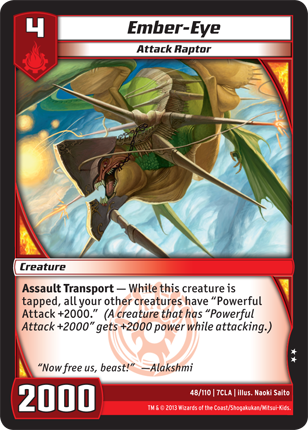 4
Ember-Eye
Attack Raptor
Creature
Assault Transport — While this creature is
tapped, all your other creatures have “Powerful
Attack +2000.” (A creature that has “Powerful
Attack +2000” gets +2000 power while attacking.)
“Now free us, beast!” —Alakshmi
2000
48/110 | 7CLA | illus. Naoki Saito
TM & © 2013 Wizards of the Coast/Shogakukan/Mitsui-Kids.